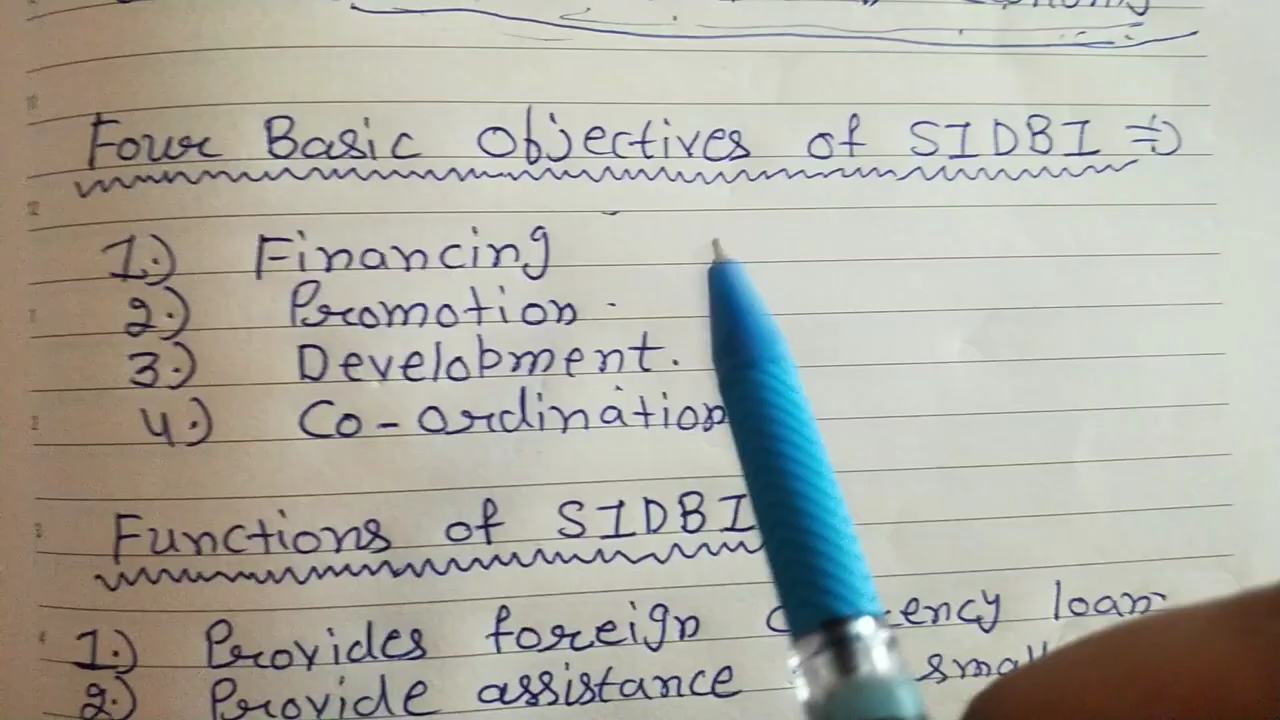 Four Basic Objectives of SIDBI ⇒
1.) Financing
2.) Promotion.
3.) Development.
4.) Co-ordination
Functions of SIDBI
1.) Provides foreign loan
2.) Provide assistance